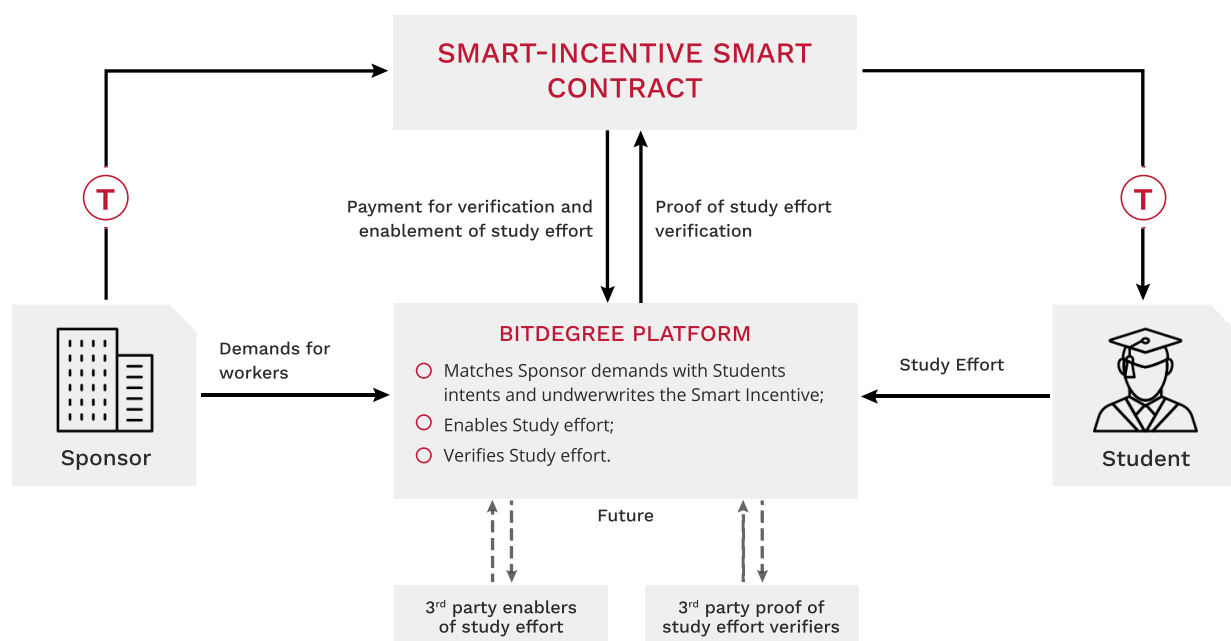 SMART-INCENTIVE SMART
CONTRACT
T
T
Payment for verification and
enablement of study effort
Proof of study effort
verification
Demands for
workers
Sponsor
BITDEGREE PLATFORM
Matches Sponsor demands with Students
intents and undwerwrites the Smart Incentive;
Enables Study effort;
Verifies Study effort.
Study Effort
Student
Future
3rd party enablers
of study effort
3rd party proof of
study effort verifiers